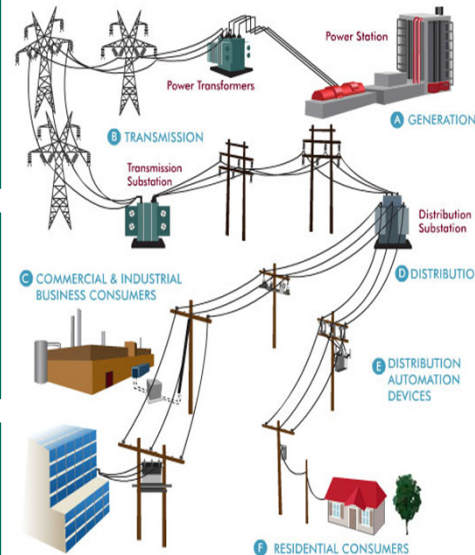 Power Station
Power Transformers
A GENERATION
B TRANSMISSION
Transmission
Substation
Distribution
Substation
C COMMERCIAL & INDUSTRIAL
BUSINESS CONSUMERS
D DISTRIBUTIO
E DISTRIBUTION
AUTOMATION
DEVICES
F RESIDENTIAL CONSUMERS